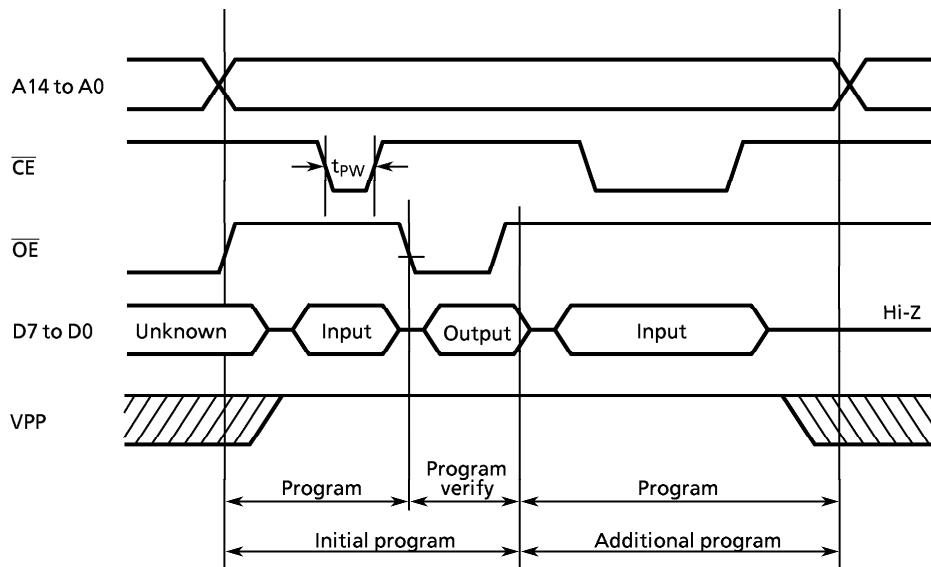 A14 to A0
CE
tPW
OE
D7 to D0
Unknown
Input
Output
Input
Hi-Z
VPP
Program
Program
verify
Program
Initial program
Additional program